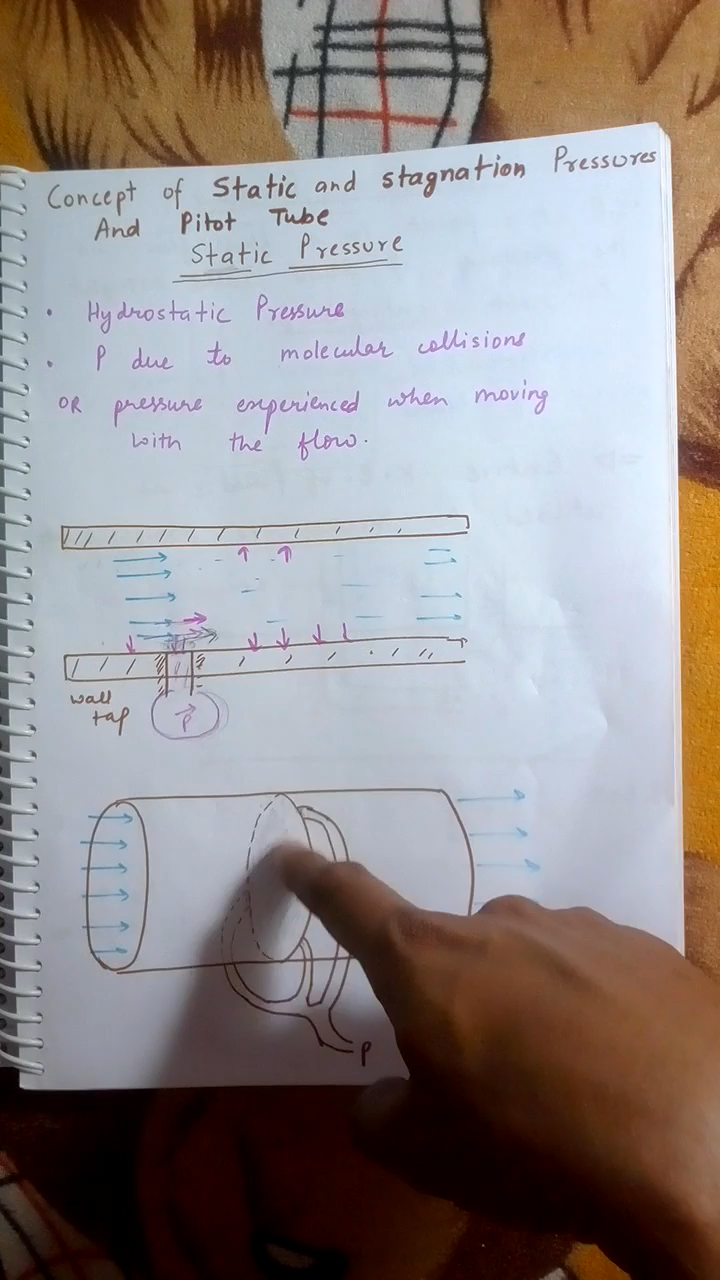 Concept of Static and stagnation Pressures
And Pitot Tube
Static Pressure
• Hydrostatic Pressure
• P due to molecular collisions
OR pressure experienced when moving
with the flow.
wall
tap
P
P